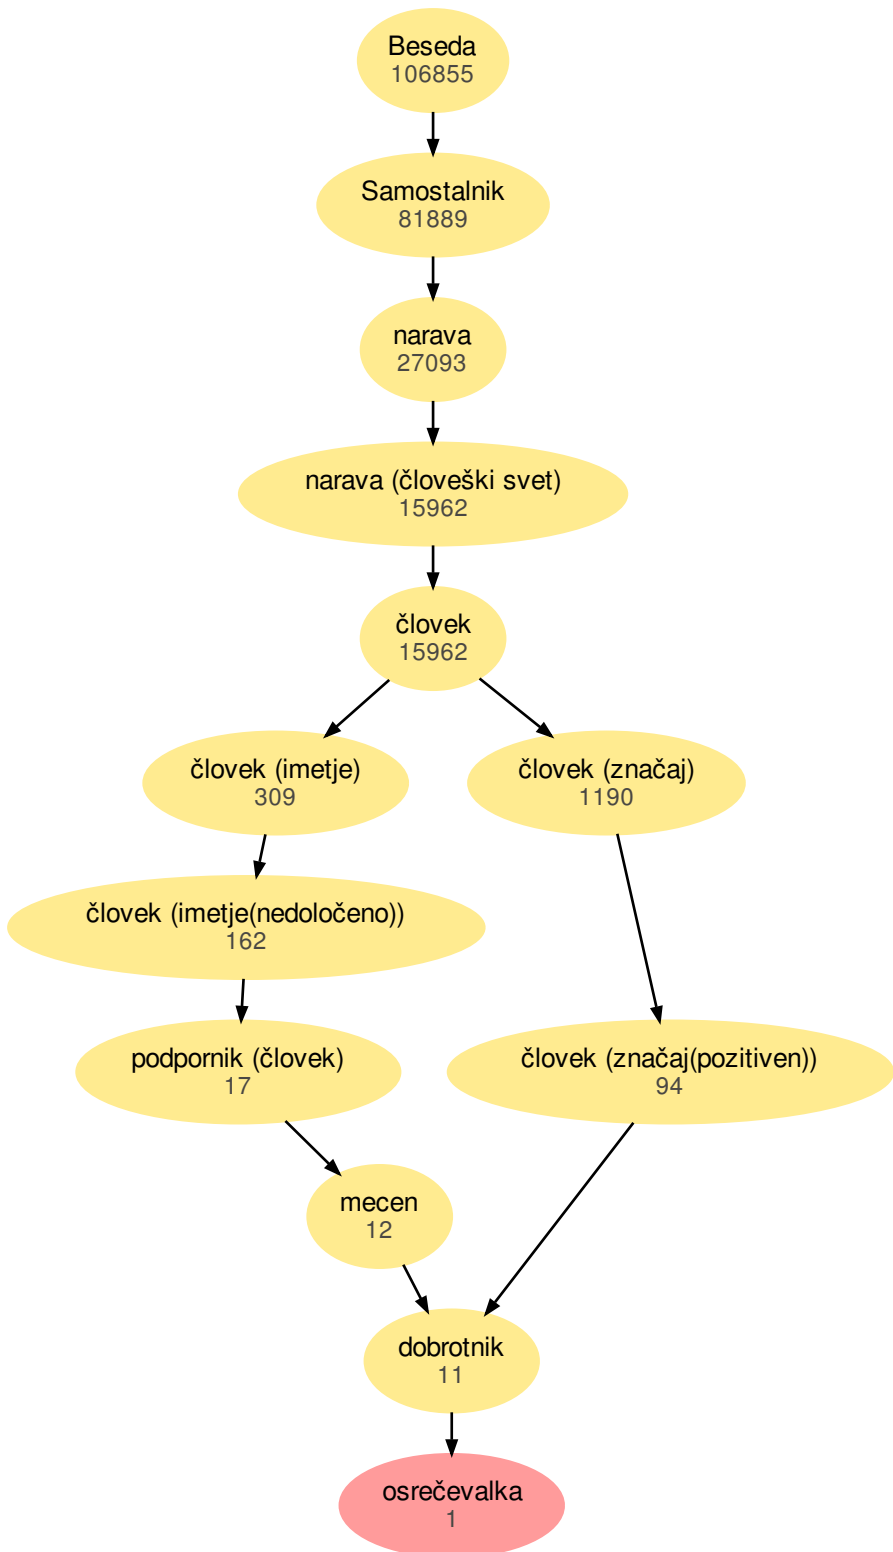 Beseda
106855
Samostalnik
81889
narava
27093
narava (človeški svet)
15962
človek
15962
človek (imetje)
309
človek (značaj)
1190
človek (imetje(nedoločeno))
162
podpornik (človek)
17
človek (značaj(pozitiven))
94
mecen
12
dobrotnik
11
osrečevalka
1